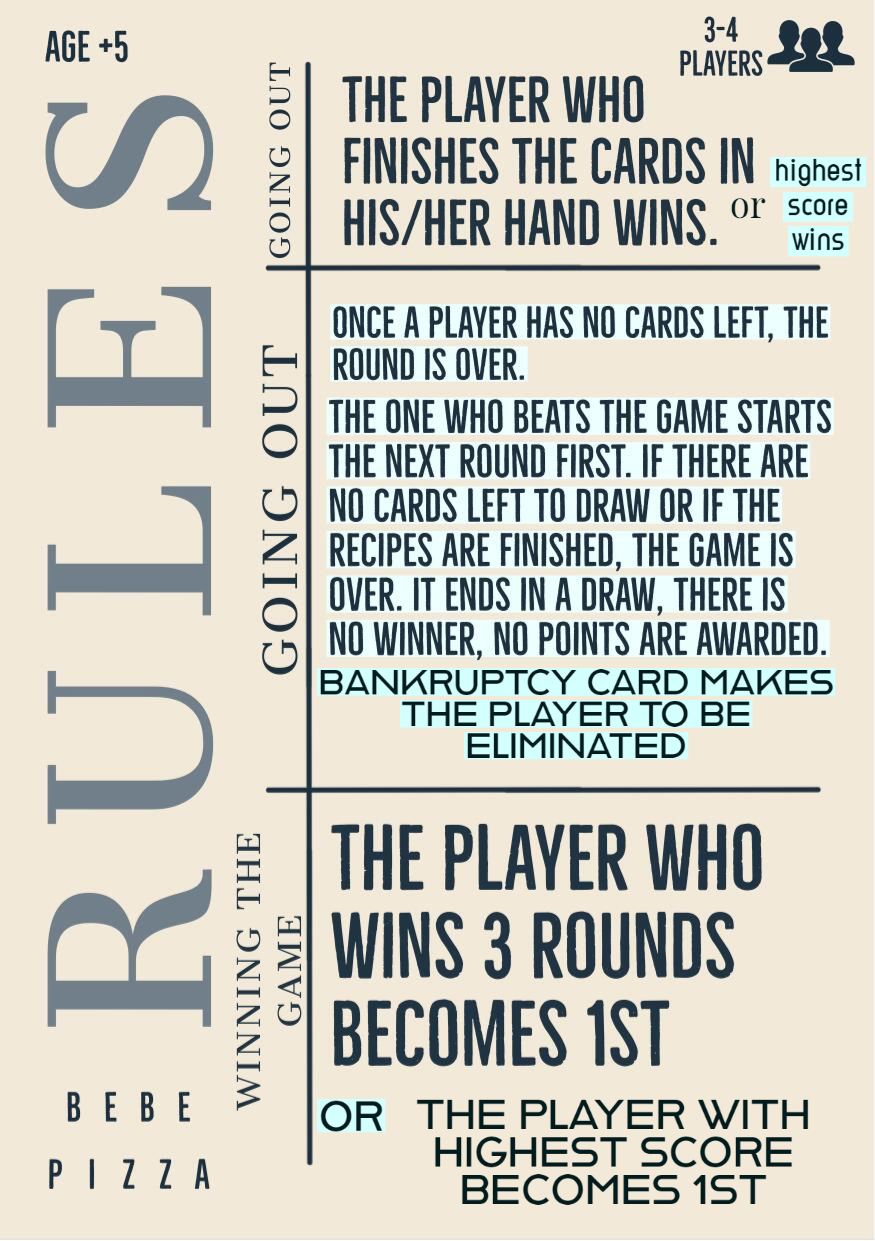 AGE +5
3-4
PLAYERS
RULES
GOING OUT
THE PLAYER WHO
FINISHES THE CARDS IN
HIS/HER HAND WINS.
or
highest
score
wins
GOING OUT
ONCE A PLAYER HAS NO CARDS LEFT, THE
ROUND IS OVER.
THE ONE WHO BEATS THE GAME STARTS
THE NEXT ROUND FIRST. IF THERE ARE
NO CARDS LEFT TO DRAW OR IF THE
RECIPES ARE FINISHED, THE GAME IS
OVER. IT ENDS IN A DRAW, THERE IS
NO WINNER, NO POINTS ARE AWARDED.
BANKRUPTCY CARD MAKES
THE PLAYER TO BE
ELIMINATED
WINNING THE
GAME
THE PLAYER WHO
WINS 3 ROUNDS
BECOMES 1ST
OR
THE PLAYER WITH
HIGHEST SCORE
BECOMES 1ST
BEBE
PIZZA